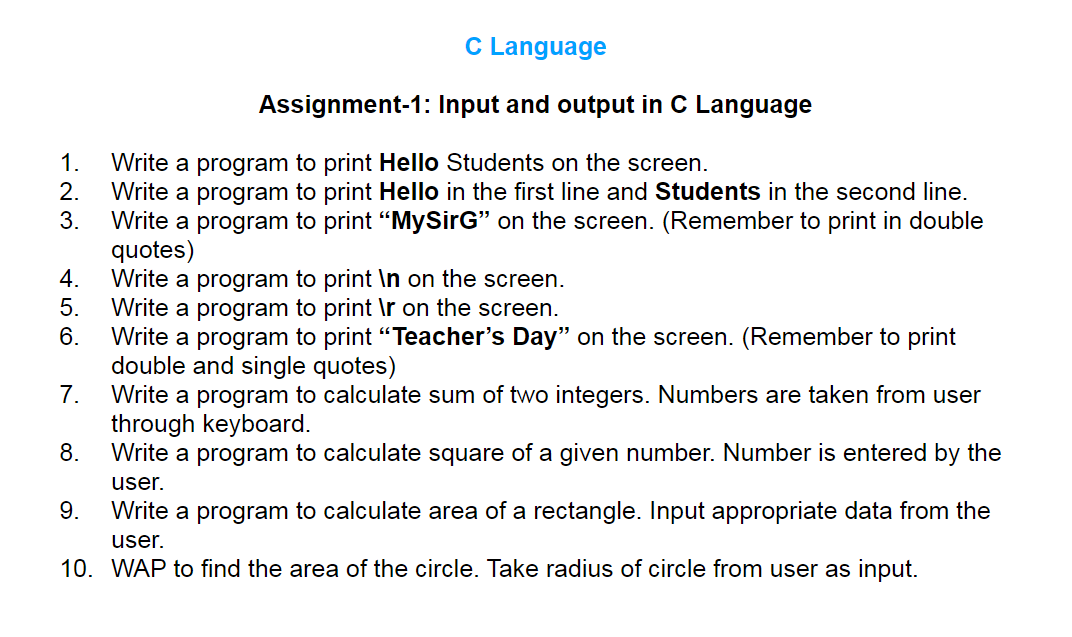 C Language
Assignment-1: Input and output in C Language
1. Write a program to print Hello Students on the screen.
2. Write a program to print Hello in the first line and Students in the second line.
3. Write a program to print “MySirG” on the screen. (Remember to print in double
quotes)
4. Write a program to print \n on the screen.
5. Write a program to print \r on the screen.
6. Write a program to print “Teacher’s Day” on the screen. (Remember to print
double and single quotes)
7. Write a program to calculate sum of two integers. Numbers are taken from user
through keyboard.
8. Write a program to calculate square of a given number. Number is entered by the
user.
9. Write a program to calculate area of a rectangle. Input appropriate data from the
user.
10. WAP to find the area of the circle. Take radius of circle from user as input.